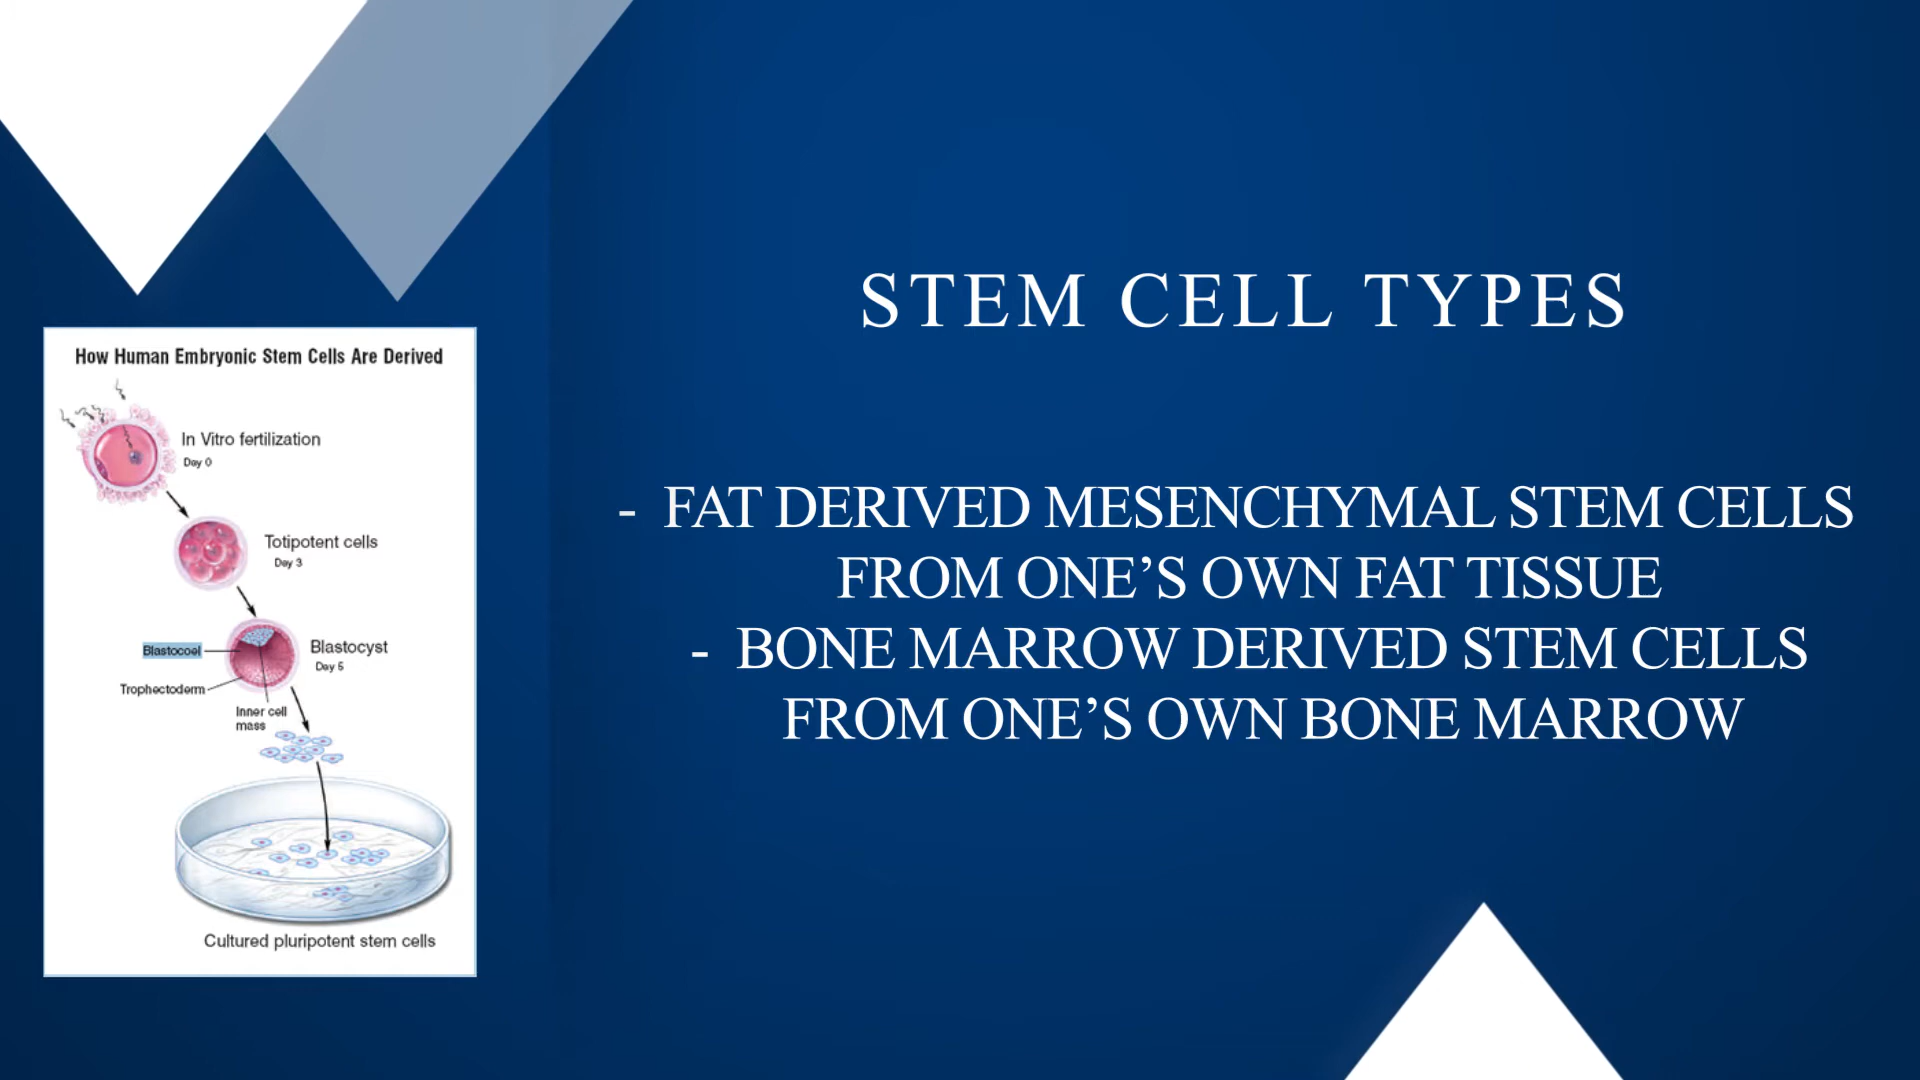 STEM CELL TYPES
How Human Embryonic Stem Cells Are Derived
In Vitro fertilization
Day 0
Totipotent cells
Day 3
Blastocoel
Blastocyst
Day 5
Trophectoderm
Inner cell
mass
Cultured pluripotent stem cells
- FAT DERIVED MESENCHYMAL STEM CELLS
FROM ONE’S OWN FAT TISSUE
- BONE MARROW DERIVED STEM CELLS
FROM ONE’S OWN BONE MARROW